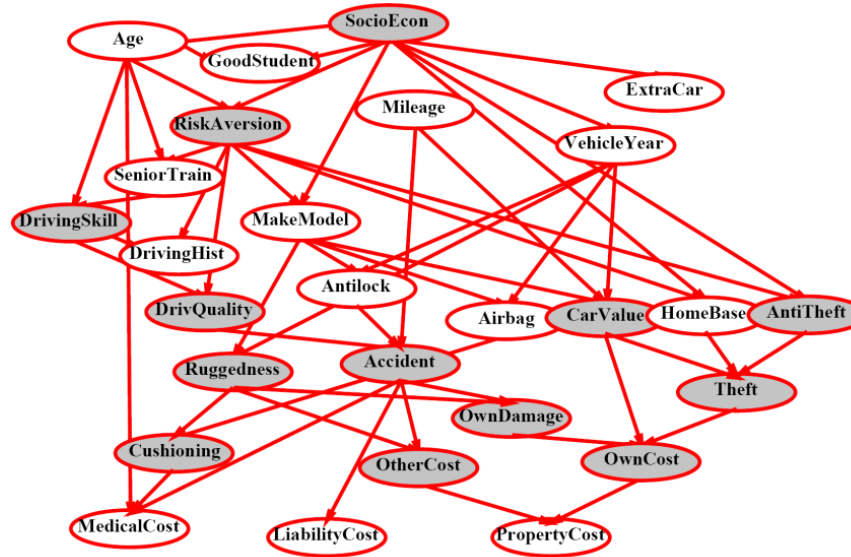 SocioEcon
Age
GoodStudent
ExtraCar
Mileage
RiskAversion
VehicleYear
SeniorTrain
DrivingSkill
MakeModel
DrivingHist
Antilock
DrivQuality
Airbag
CarValue
HomeBase
AntiTheft
Ruggedness
Accident
Theft
OwnDamage
Cushioning
OtherCost
OwnCost
MedicalCost
LiabilityCost
PropertyCost